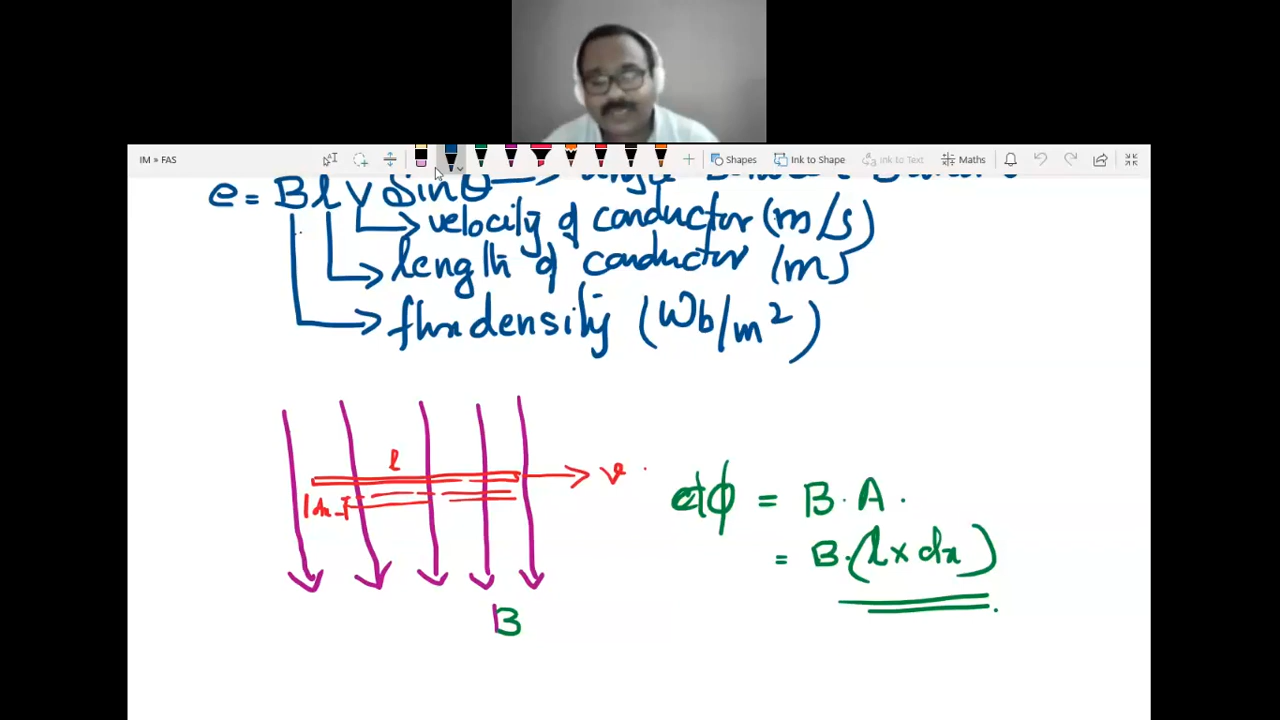 IM » FAS Shapes Ink to Shape Ink to Text Maths
e = B l v Sinθ → angle
→ velocity of conductor (m/s)
→ length of conductor (m)
→ flux density (Wb/m²)
l
v
dx
dϕ = B · A ·
= B · (l × dx)
B